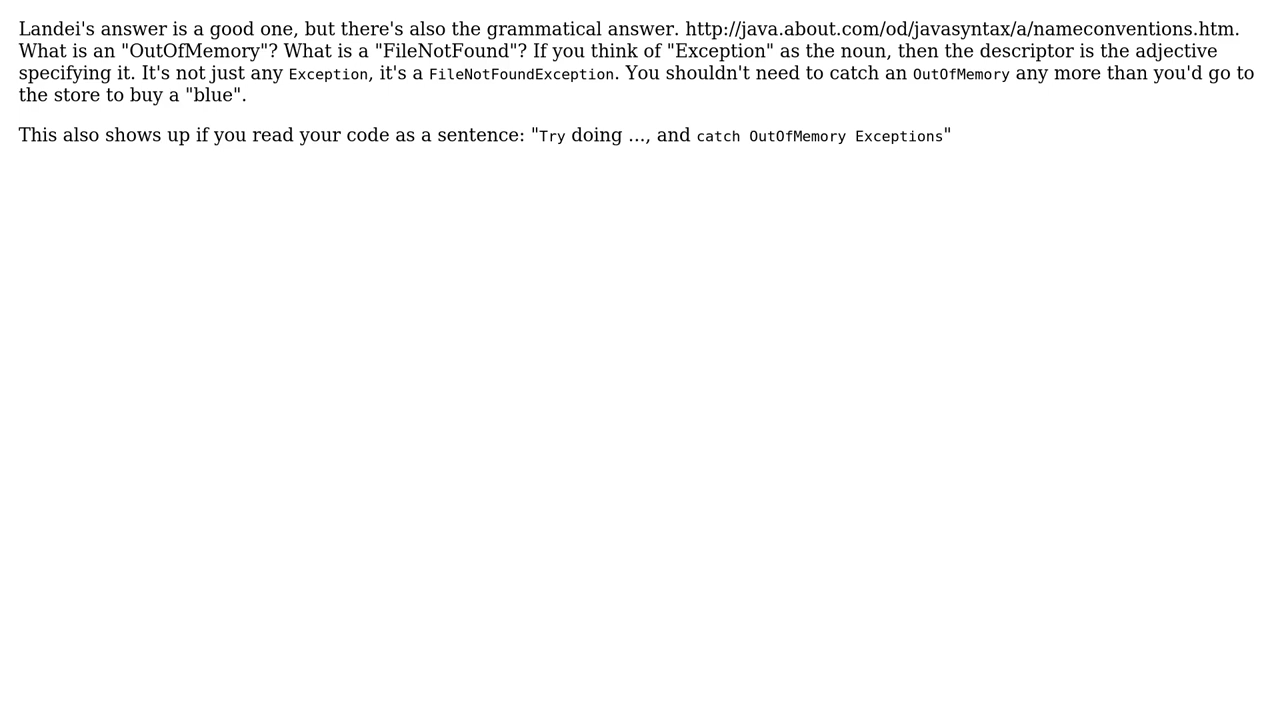 Landei's answer is a good one, but there's also the grammatical answer. http://java.about.com/od/javasyntax/a/nameconventions.htm.
What is an "OutOfMemory"? What is a "FileNotFound"? If you think of "Exception" as the noun, then the descriptor is the adjective
specifying it. It's not just any Exception, it's a FileNotFoundException. You shouldn't need to catch an OutOfMemory any more than you'd go to
the store to buy a "blue".
This also shows up if you read your code as a sentence: "Try doing ..., and catch OutOfMemory Exceptions"